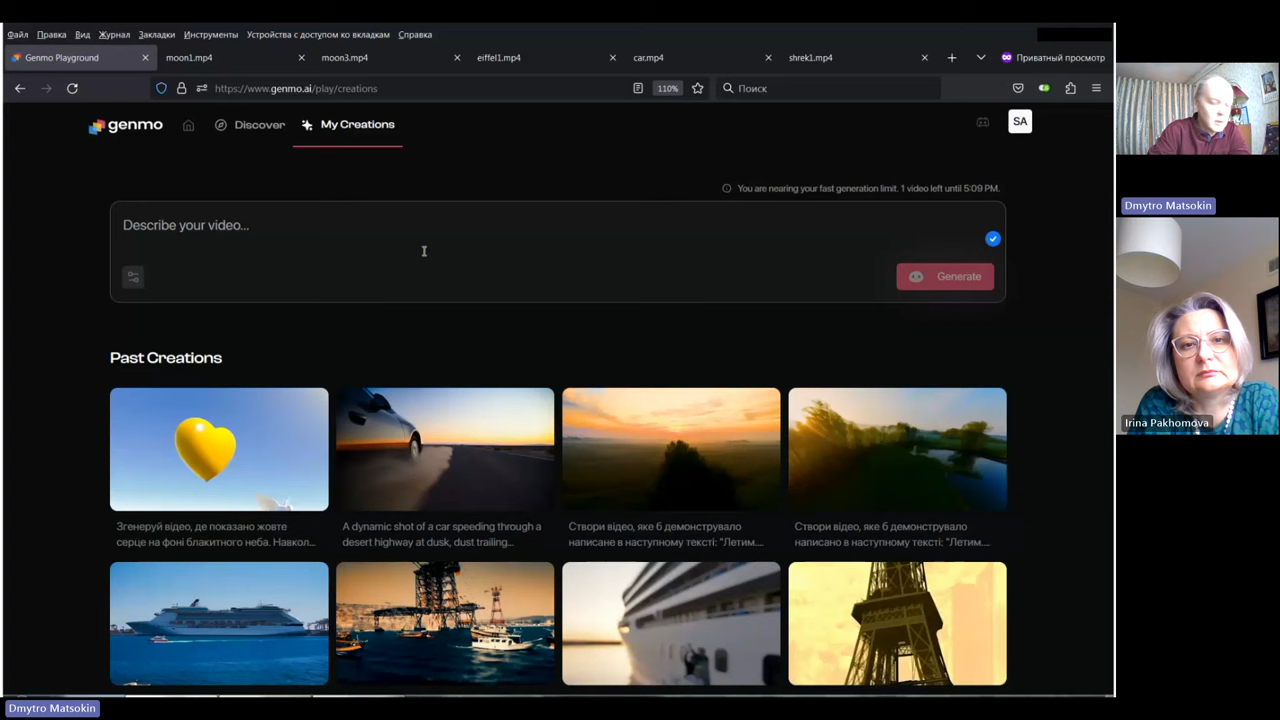 Файл Правка Вид Журнал Закладки Инструменты Устройства с доступом ко вкладкам Справка
Genmo Playground moon1.mp4 moon3.mp4 eiffel1.mp4 car.mp4 shrek1.mp4 Приватный просмотр
https://www.genmo.ai/play/creations 110% Поиск
genmo Discover My Creations SA
You are nearing your fast generation limit. 1 video left until 5:09 PM.
Describe your video...
Generate
Past Creations
Згенеруй відео, де показано жовте
серце на фоні блакитного неба. Навкол...
A dynamic shot of a car speeding through a
desert highway at dusk, dust trailing...
Створи відео, яке б демонструвало
написане в наступному тексті: "Летим....
Створи відео, яке б демонструвало
написано в наступному тексті: "Летим....
Dmytro Matsokin
Irina Pakhomova
Dmytro Matsokin